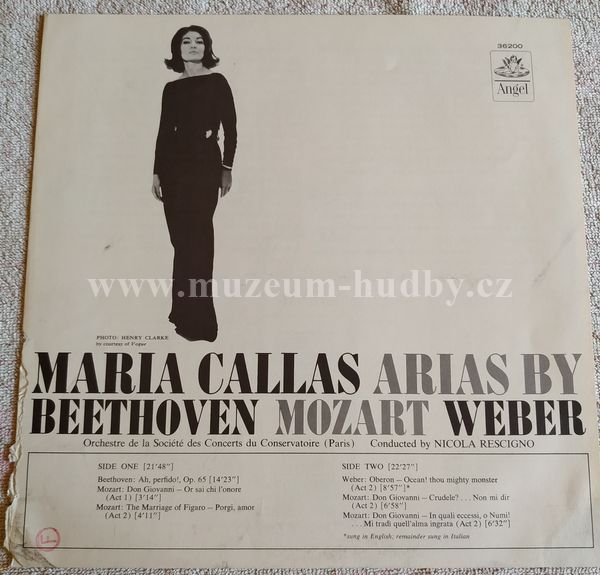 36200
Angel
www.muzeum-hudby.cz
PHOTO: HENRY CLARKE
by courtesy of Vogue
MARIA CALLAS ARIAS BY
BEETHOVEN MOZART WEBER
Orchestre de la Société des Concerts du Conservatoire (Paris) Conducted by NICOLA RESCIGNO
SIDE ONE [21'48"]
Beethoven: Ah, perfido!, Op. 65 [14'23"]
Mozart: Don Giovanni – Or sai chi l'onore
(Act 1) [3'14"]
Mozart: The Marriage of Figaro – Porgi, amor
(Act 2) [4'11"]
SIDE TWO [22'27"]
Weber: Oberon – Ocean! thou mighty monster
(Act 2) [8'57"]*
Mozart: Don Giovanni – Crudele? . . . Non mi dir
(Act 2) [6'58"]
Mozart: Don Giovanni – In quali eccessi, o Numi!
. . . Mi tradì quell'alma ingrata (Act 2) [6'32"]
*sung in English; remainder sung in Italian